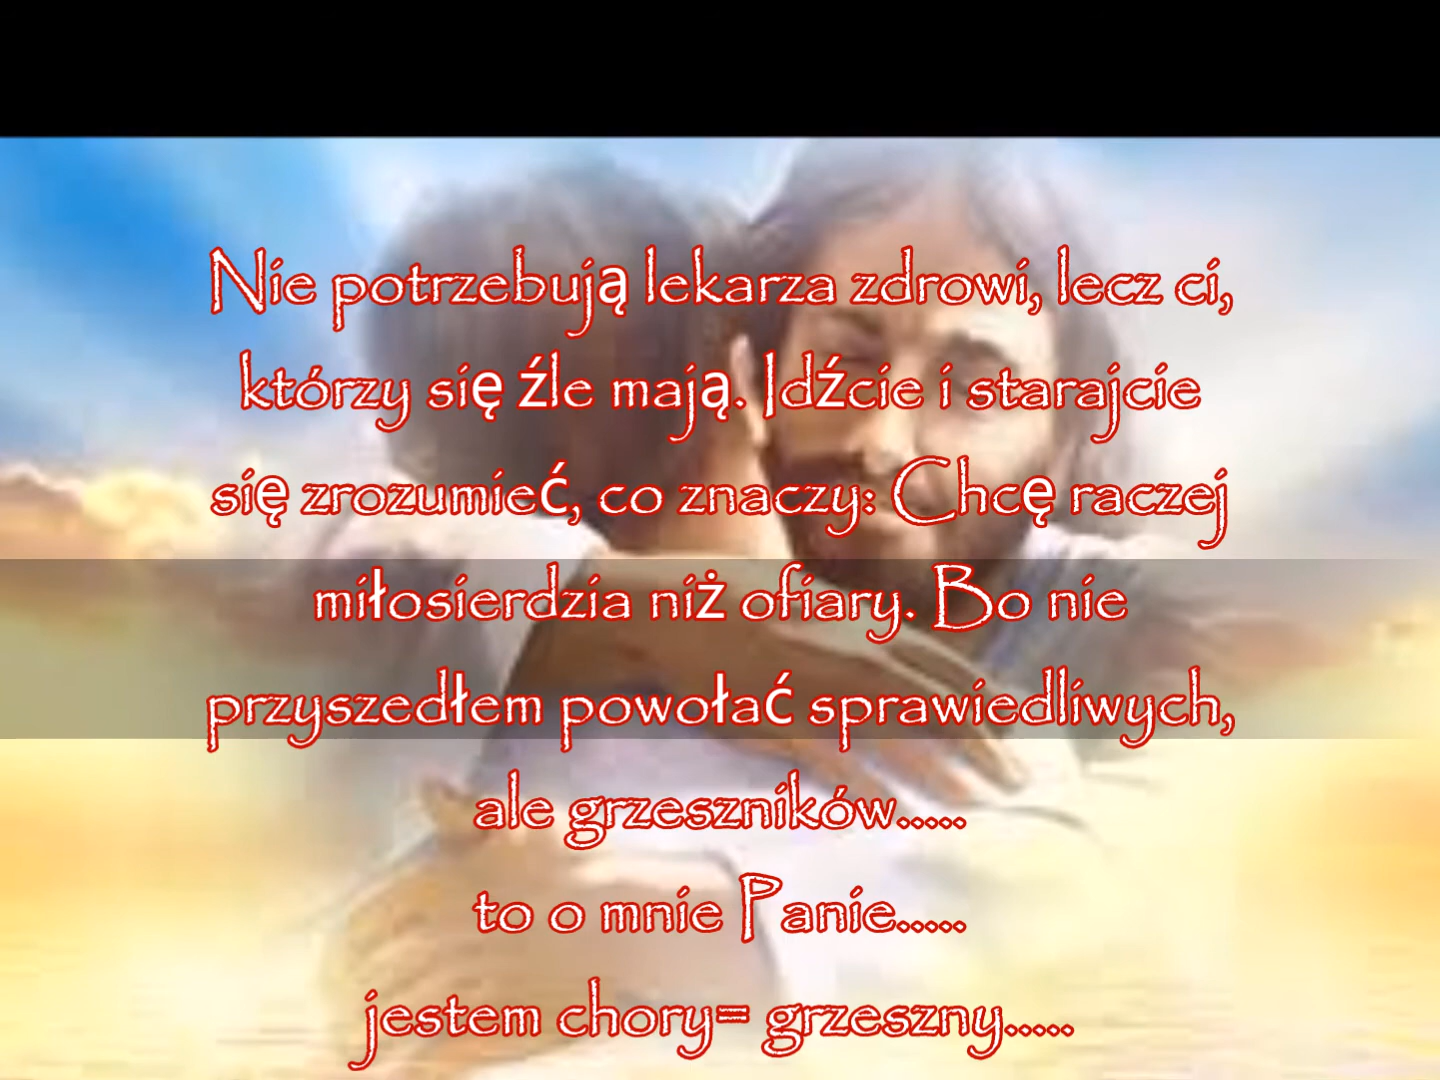 Nie potrzebują lekarza zdrowi, lecz ci,
którzy się źle mają. Idźcie i starajcie
się zrozumieć, co znaczy: Chcę raczej
miłosierdzia niż ofiary. Bo nie
przyszedłem powołać sprawiedliwych,
ale grzeszników.....
to o mnie Panie.....
jestem chory= grzeszny.....